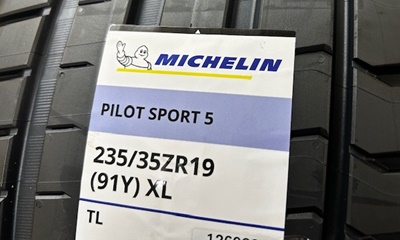 MICHELIN
PILOT SPORT 5
235/35ZR19
(91Y) XL
TL